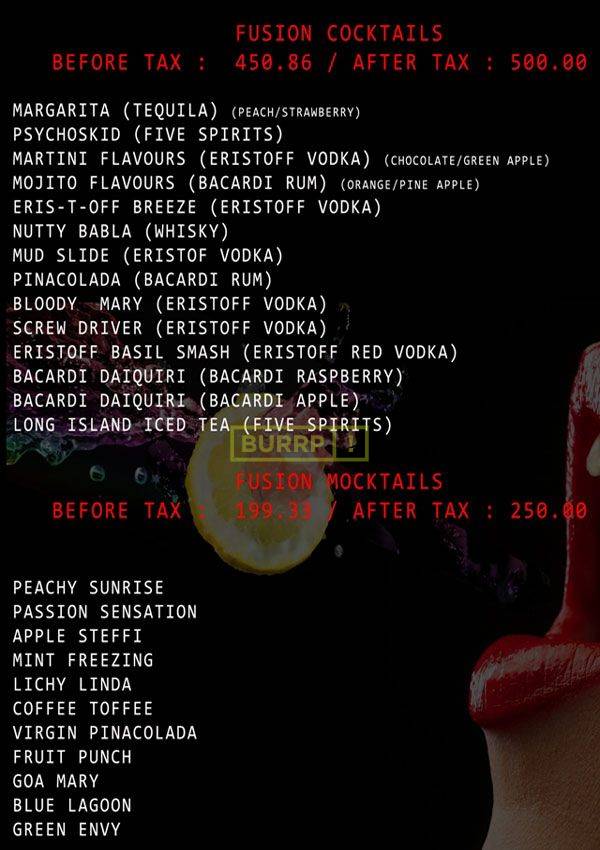 FUSION COCKTAILS
BEFORE TAX : 450.86 / AFTER TAX : 500.00
MARGARITA (TEQUILA) (PEACH/STRAWBERRY)
PSYCHOSKID (FIVE SPIRITS)
MARTINI FLAVOURS (ERISTOFF VODKA) (CHOCOLATE/GREEN APPLE)
MOJITO FLAVOURS (BACARDI RUM) (ORANGE/PINE APPLE)
ERIS-T-OFF BREEZE (ERISTOFF VODKA)
NUTTY BABLA (WHISKY)
MUD SLIDE (ERISTOF VODKA)
PINACOLADA (BACARDI RUM)
BLOODY MARY (ERISTOFF VODKA)
SCREW DRIVER (ERISTOFF VODKA)
ERISTOFF BASIL SMASH (ERISTOFF RED VODKA)
BACARDI DAIQUIRI (BACARDI RASPBERRY)
BACARDI DAIQUIRI (BACARDI APPLE)
LONG ISLAND ICED TEA (FIVE SPIRITS)
BURRP!
FUSION MOCKTAILS
BEFORE TAX : 199.33 / AFTER TAX : 250.00
PEACHY SUNRISE
PASSION SENSATION
APPLE STEFFI
MINT FREEZING
LICHY LINDA
COFFEE TOFFEE
VIRGIN PINACOLADA
FRUIT PUNCH
GOA MARY
BLUE LAGOON
GREEN ENVY